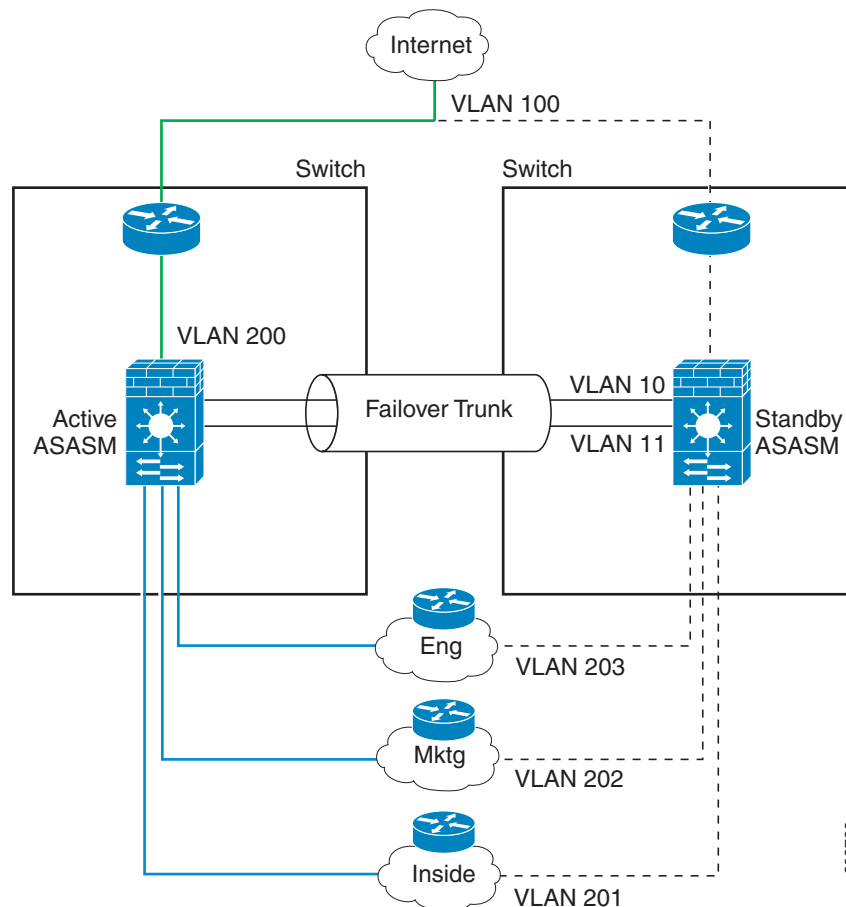 Internet
VLAN 100
Switch
Switch
VLAN 200
Active
ASASM
Failover Trunk
VLAN 10
VLAN 11
Standby
ASASM
Eng
VLAN 203
Mktg
VLAN 202
Inside
VLAN 201